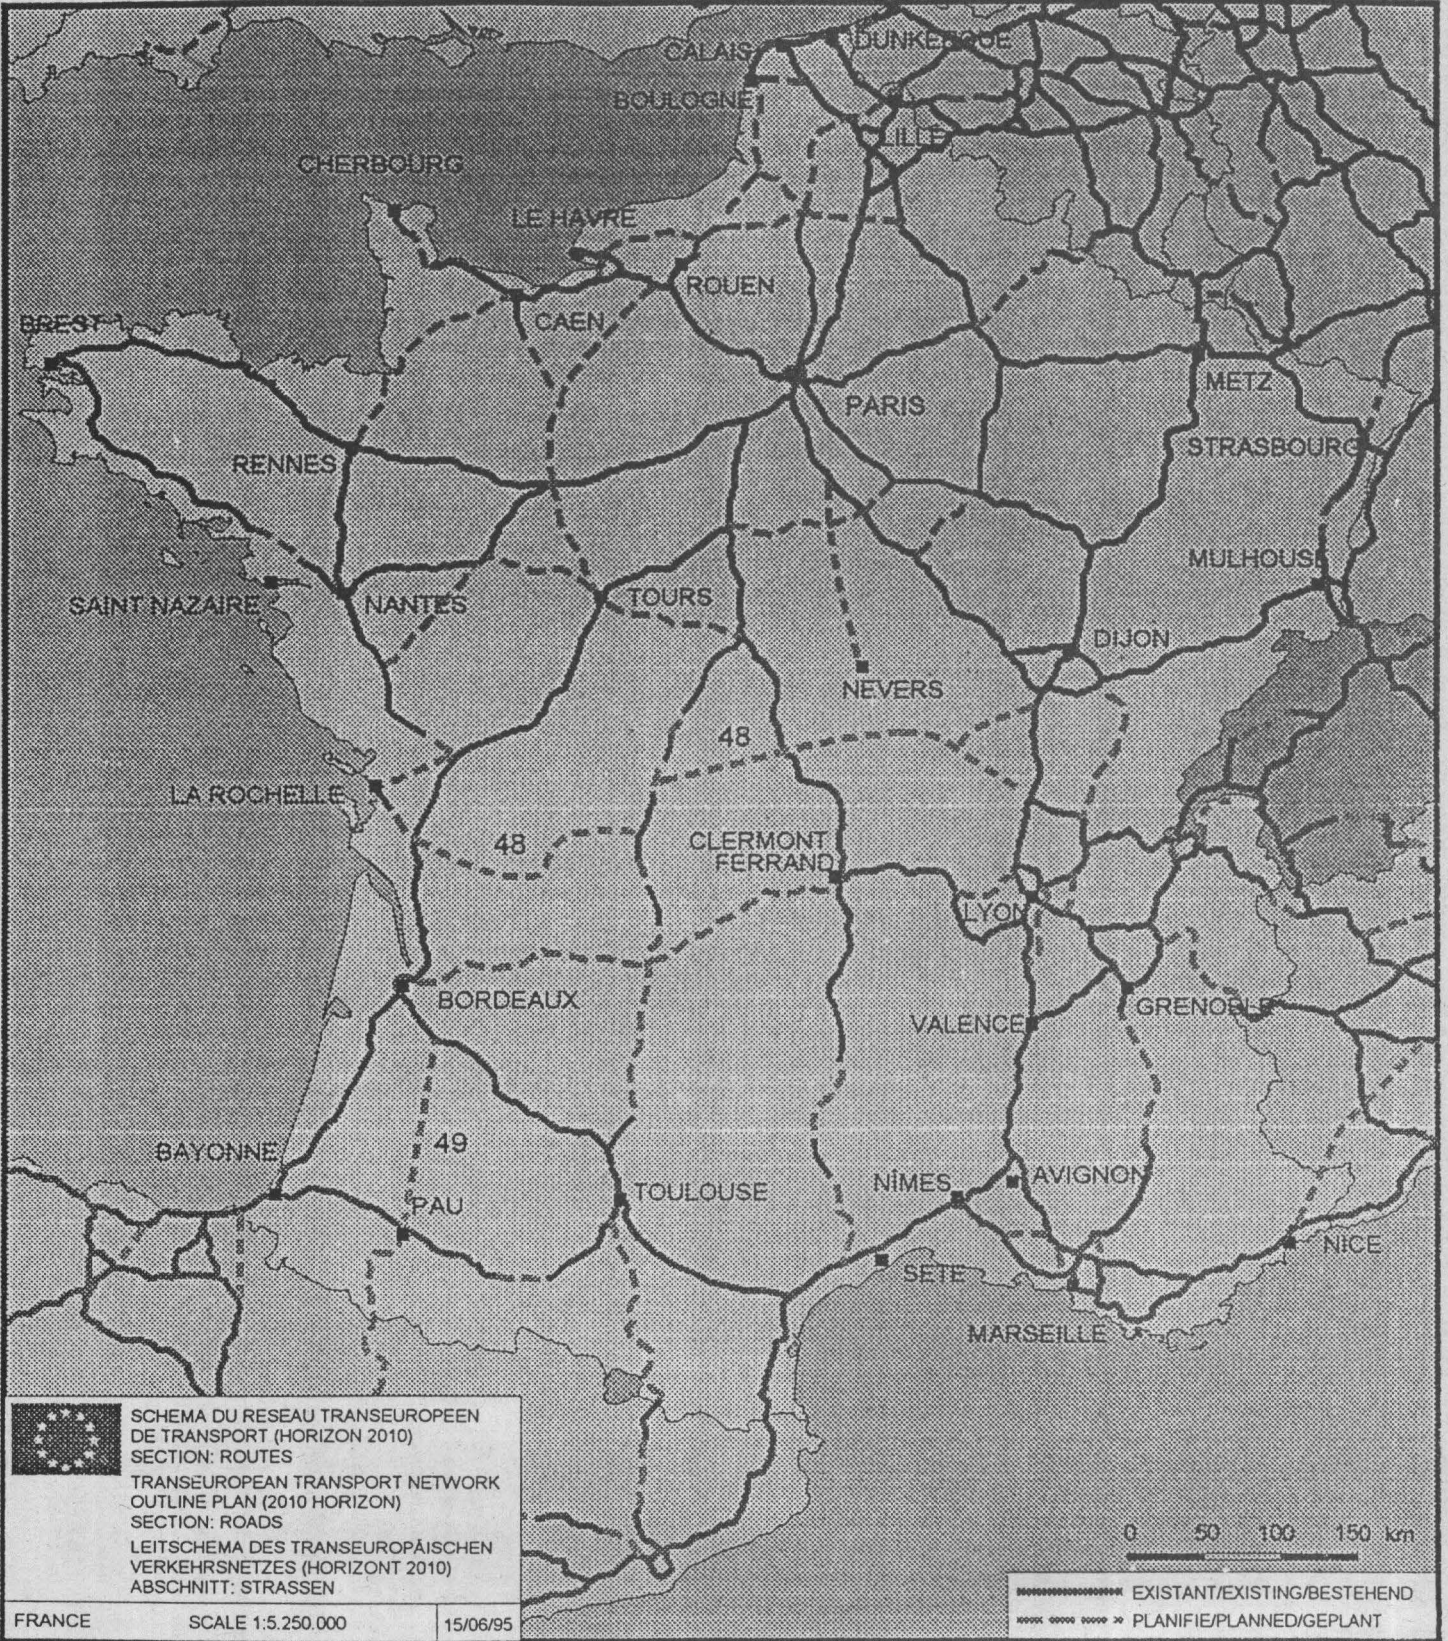 CALAIS
DUNKERQUE
BOULOGNE
LILLE
CHERBOURG
LE HAVRE
ROUEN
CAEN
BREST
METZ
PARIS
STRASBOURG
RENNES
MULHOUSE
SAINT NAZAIRE
NANTES
TOURS
DIJON
NEVERS
48
LA ROCHELLE
48
CLERMONT
FERRAND
LYON
BORDEAUX
GRENOBLE
VALENCE
49
BAYONNE
AVIGNON
NÎMES
TOULOUSE
PAU
NICE
SETE
MARSEILLE
SCHEMA DU RESEAU TRANSEUROPEEN
DE TRANSPORT (HORIZON 2010)
SECTION: ROUTES
TRANSEUROPEAN TRANSPORT NETWORK
OUTLINE PLAN (2010 HORIZON)
SECTION: ROADS
LEITSCHEMA DES TRANSEUROPÄISCHEN
VERKEHRSNETZES (HORIZONT 2010)
ABSCHNITT: STRASSEN
FRANCE SCALE 1:5.250.000 15/06/95
0 50 100 150 km
EXISTANT/EXISTING/BESTEHEND
PLANIFIE/PLANNED/GEPLANT